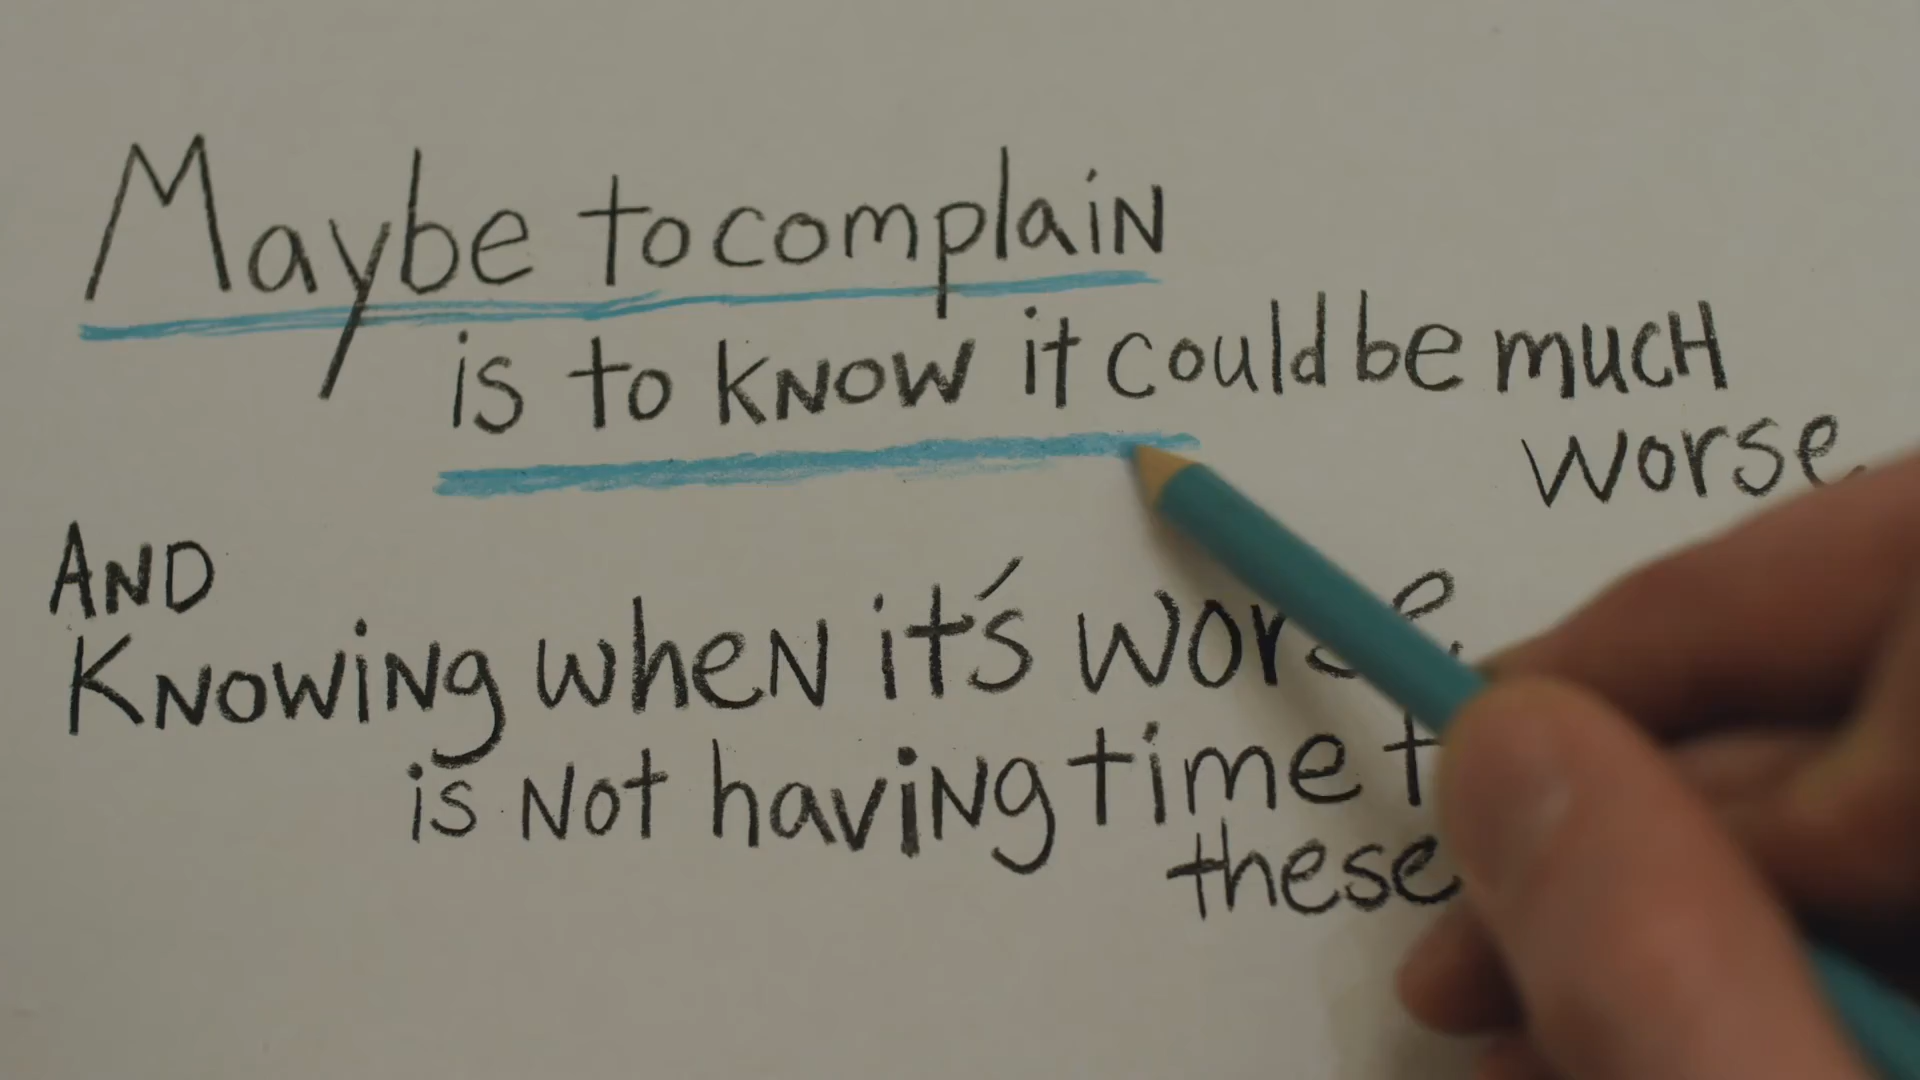 Maybe to complain
is to know it could be much
worse
AND
Knowing when it's worse
is not having time
these